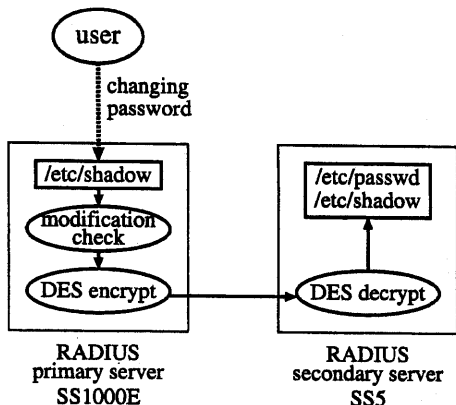 user
changing
password
/etc/shadow
modification
check
DES encrypt
RADIUS
primary server
SS1000E
/etc/passwd
/etc/shadow
DES decrypt
RADIUS
secondary server
SS5